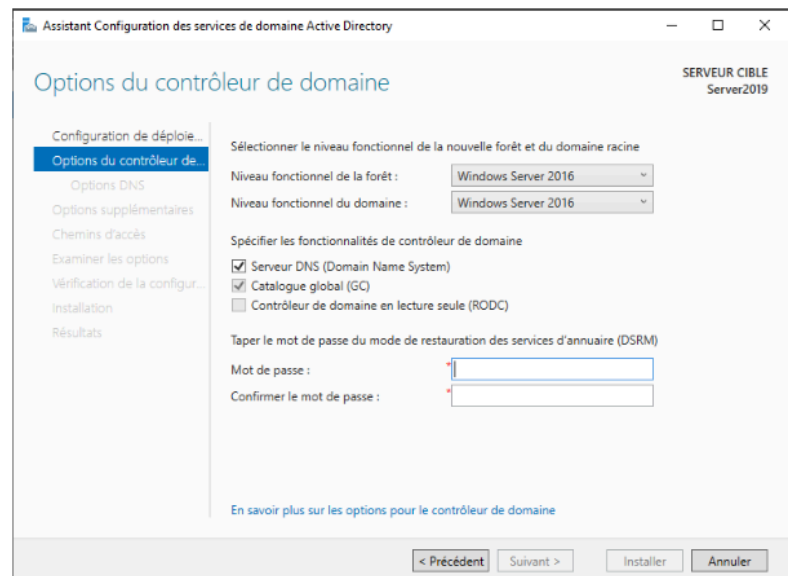 Assistant Configuration des services de domaine Active Directory
Options du contrôleur de domaine
SERVEUR CIBLE
Server2019
Configuration de déploie...
Options du contrôleur de...
Options DNS
Options supplémentaires
Chemins d'accès
Examiner les options
Vérification de la configur...
Installation
Résultats
Sélectionner le niveau fonctionnel de la nouvelle forêt et du domaine racine
Niveau fonctionnel de la forêt : Windows Server 2016
Niveau fonctionnel du domaine : Windows Server 2016
Spécifier les fonctionnalités de contrôleur de domaine
Serveur DNS (Domain Name System)
Catalogue global (GC)
Contrôleur de domaine en lecture seule (RODC)
Taper le mot de passe du mode de restauration des services d'annuaire (DSRM)
Mot de passe : *
Confirmer le mot de passe : *
En savoir plus sur les options pour le contrôleur de domaine
< Précédent Suivant > Installer Annuler